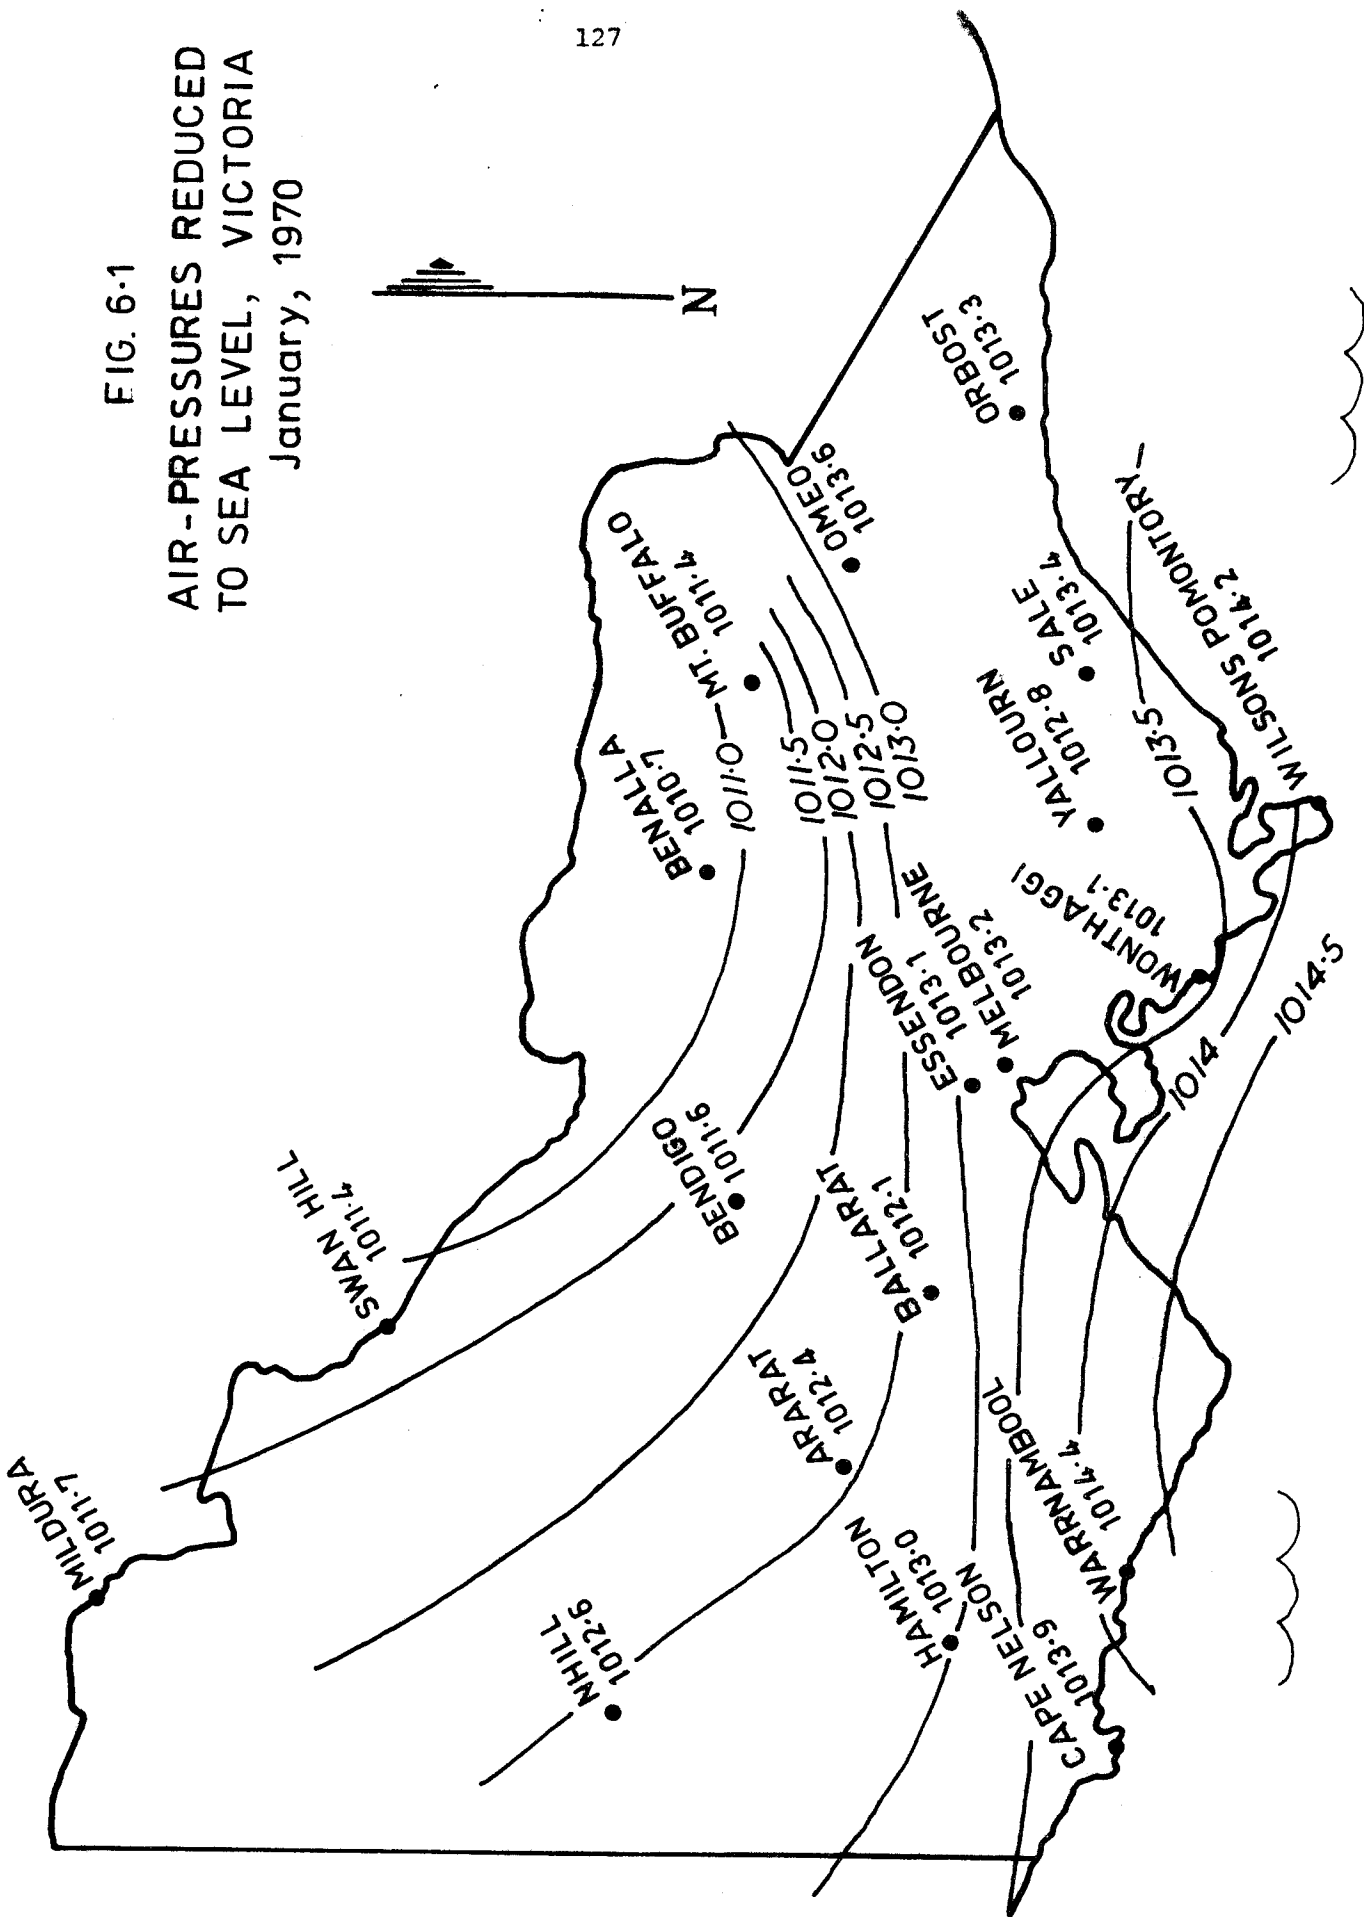 127
FIG. 6·1
AIR-PRESSURES REDUCED
TO SEA LEVEL, VICTORIA
January, 1970
N
MILDURA
1011·7
SWAN HILL
1011·4
NHILL
1012·6
BENDIGO
1011·6
BENALLA
1010·7
MT. BUFFALO
1011·4
OMEO
1013·6
ORBOST
1013·3
ARARAT
1012·4
BALLARAT
1012·1
ESSENDON
1013·1
MELBOURNE
1013·2
YALLOURN
1012·8
SALE
1013·4
WONTHAGGI
1013·1
WILSONS POMONTORY
1014·2
HAMILTON
1013·0
CAPE NELSON
1013·9
WARRNAMBOOL
1014·4
1011·0
1011·5
1012·0
1012·5
1013·0
1013·5
1014
1014·5